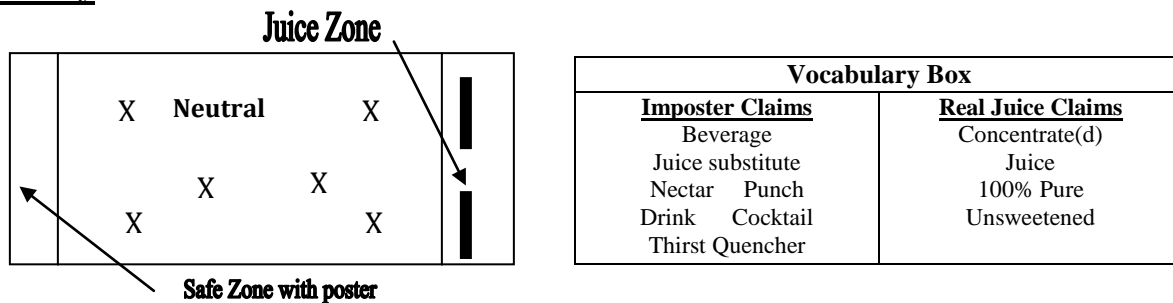 Juice Zone
X Neutral X
X X
X X
Safe Zone with poster
Vocabulary Box
Imposter Claims Real Juice Claims
Beverage Concentrate(d)
Juice substitute Juice
Nectar Punch 100% Pure
Drink Cocktail Unsweetened
Thirst Quencher